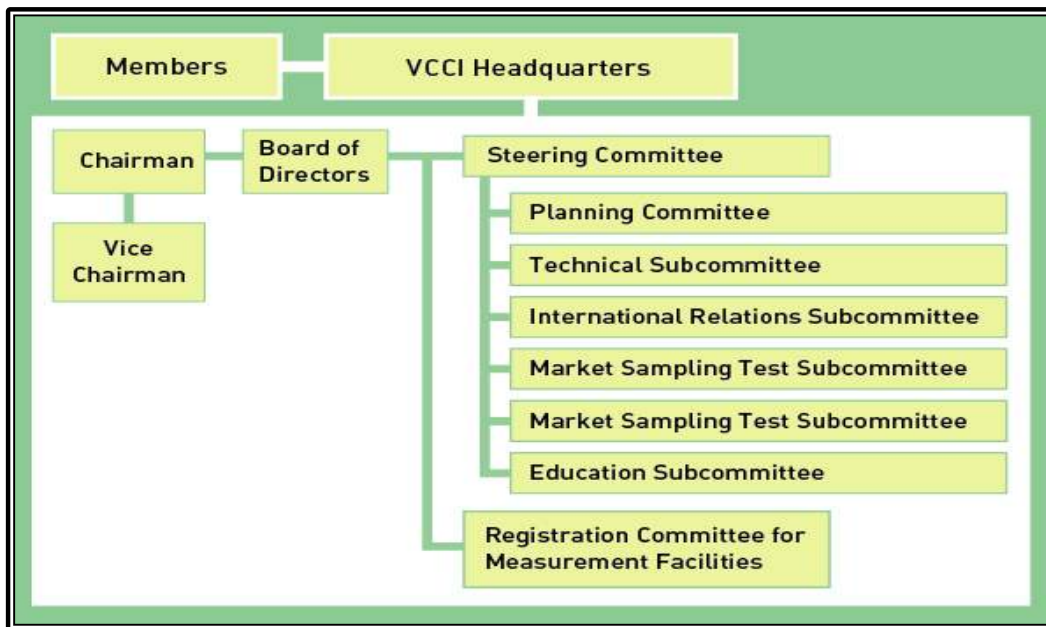 Members
VCCI Headquarters
Chairman
Board of
Directors
Steering Committee
Vice
Chairman
Planning Committee
Technical Subcommittee
International Relations Subcommittee
Market Sampling Test Subcommittee
Market Sampling Test Subcommittee
Education Subcommittee
Registration Committee for
Measurement Facilities